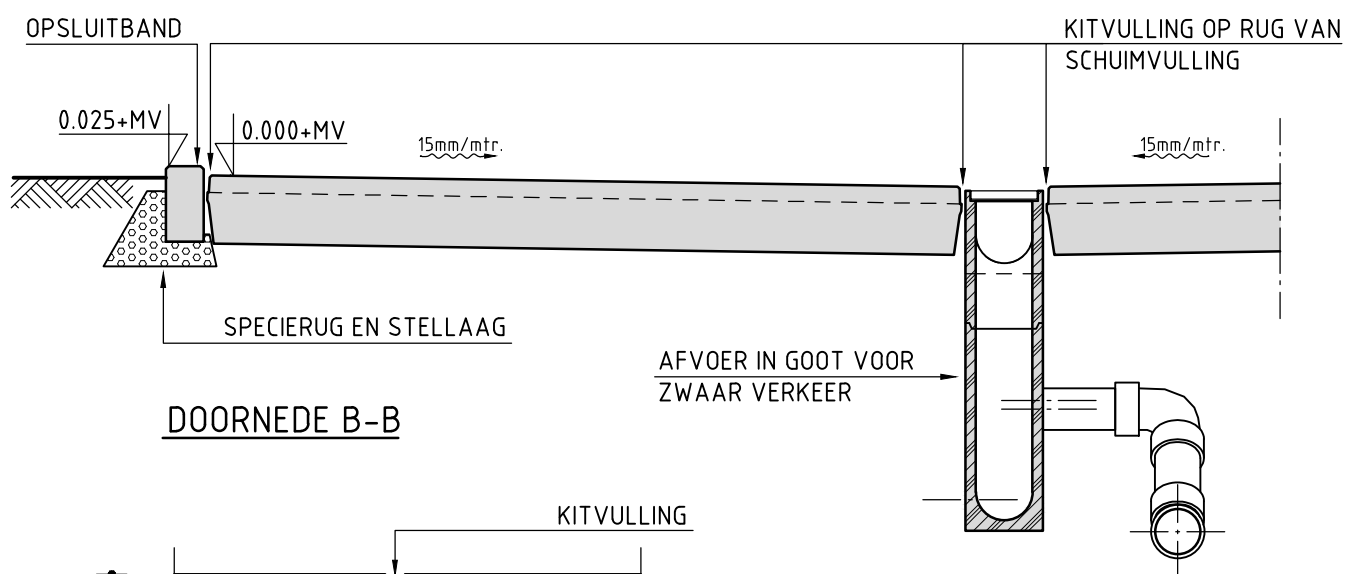 OPSLUITBAND
KITVULLING OP RUG VAN
SCHUIMVULLING
0.025+MV
0.000+MV
15mm/mtr.
15mm/mtr.
SPECIERUG EN STELLAAG
AFVOER IN GOOT VOOR
ZWAAR VERKEER
DOORNEDE B-B
KITVULLING